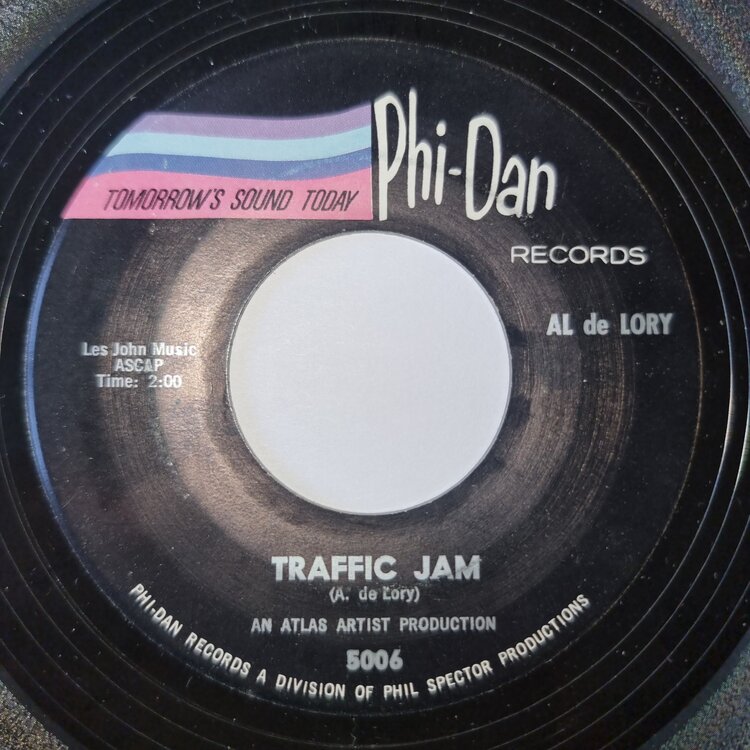 TOMORROW'S SOUND TODAY
Phi-Dan
RECORDS
AL de LORY
Les John Music
ASCAP
Time: 2:00
TRAFFIC JAM
(A. de Lory)
AN ATLAS ARTIST PRODUCTION
5006
PHI-DAN RECORDS A DIVISION OF PHIL SPECTOR PRODUCTIONS